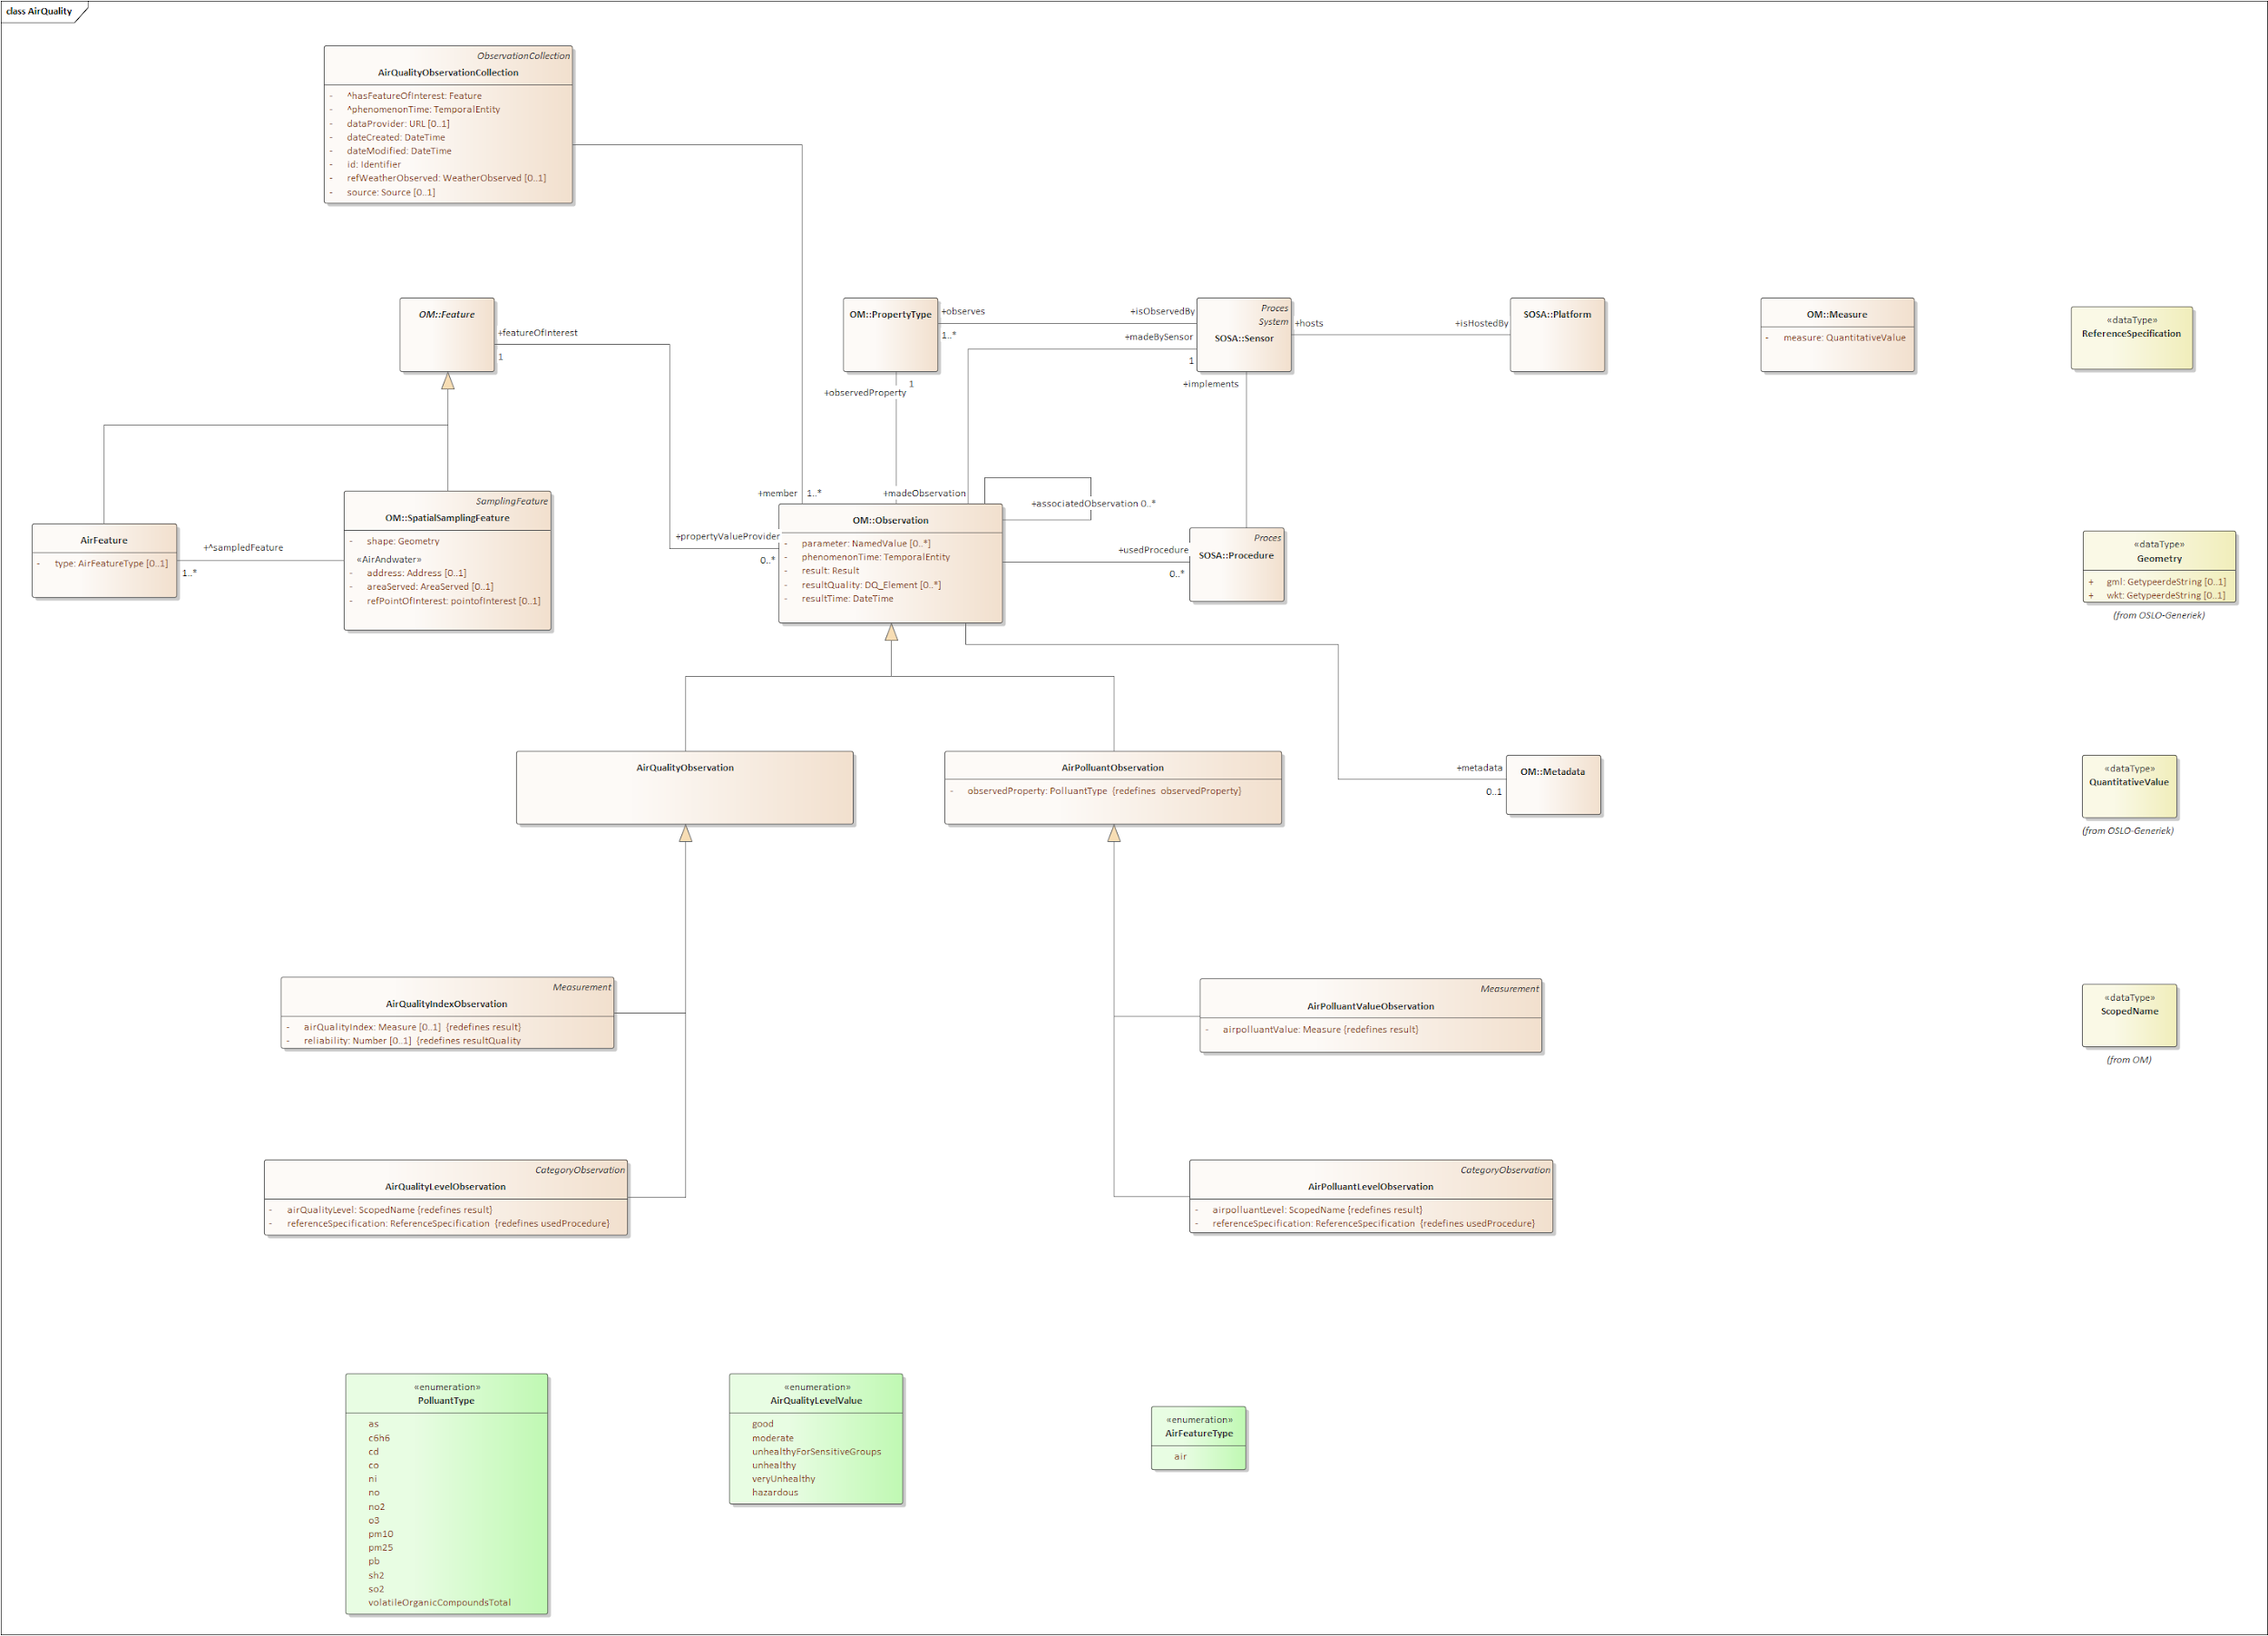 class AirQuality
ObservationCollection
AirQualityObservationCollection
- ^hasFeatureOfInterest: Feature
- ^phenomenonTime: TemporalEntity
- dataProvider: URL [0..1]
- dateCreated: DateTime
- dateModified: DateTime
- id: Identifier
- refWeatherObserved: WeatherObserved [0..1]
- source: Source [0..1]
OM::Feature
+featureOfInterest
1
OM::PropertyType
+observes
1..*
+isObservedBy
+madeBySensor
1
Proces
System
SOSA::Sensor
+hosts
+isHostedBy
SOSA::Platform
OM::Measure
- measure: QuantitativeValue
«dataType»
ReferenceSpecification
1
+observedProperty
+implements
+member
1..*
+madeObservation
+associatedObservation 0..*
AirFeature
- type: AirFeatureType [0..1]
+^sampledFeature
1..*
SamplingFeature
OM::SpatialSamplingFeature
- shape: Geometry
«AirAndwater»
- address: Address [0..1]
- areaServed: AreaServed [0..1]
- refPointOfInterest: pointofInterest [0..1]
+propertyValueProvider
0..*
OM::Observation
- parameter: NamedValue [0..*]
- phenomenonTime: TemporalEntity
- result: Result
- resultQuality: DQ_Element [0..*]
- resultTime: DateTime
+usedProcedure
0..*
Proces
SOSA::Procedure
«dataType»
Geometry
+ gml: GetypeerdeString [0..1]
+ wkt: GetypeerdeString [0..1]
(from OSLO-Generiek)
AirQualityObservation
AirPolluantObservation
- observedProperty: PolluantType {redefines observedProperty}
+metadata
0..1
OM::Metadata
«dataType»
QuantitativeValue
(from OSLO-Generiek)
Measurement
AirQualityIndexObservation
- airQualityIndex: Measure [0..1] {redefines result}
- reliability: Number [0..1] {redefines resultQuality
Measurement
AirPolluantValueObservation
- airpolluantValue: Measure {redefines result}
«dataType»
ScopedName
(from OM)
CategoryObservation
AirQualityLevelObservation
- airQualityLevel: ScopedName {redefines result}
- referenceSpecification: ReferenceSpecification {redefines usedProcedure}
CategoryObservation
AirPolluantLevelObservation
- airpolluantLevel: ScopedName {redefines result}
- referenceSpecification: ReferenceSpecification {redefines usedProcedure}
«enumeration»
PolluantType
as
c6h6
cd
co
ni
no
no2
o3
pm10
pm25
pb
sh2
so2
volatileOrganicCompoundsTotal
«enumeration»
AirQualityLevelValue
good
moderate
unhealthyForSensitiveGroups
unhealthy
veryUnhealthy
hazardous
«enumeration»
AirFeatureType
air